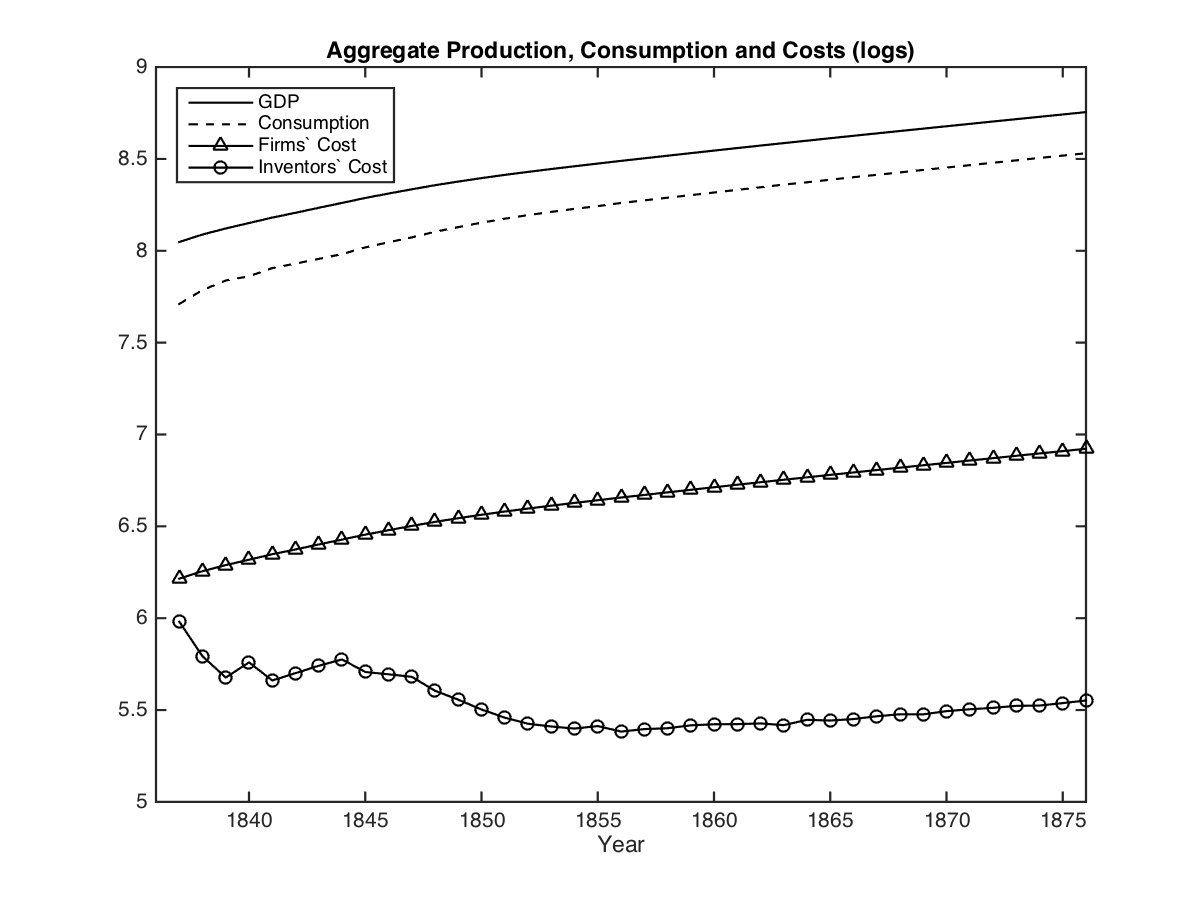 Aggregate Production, Consumption and Costs (logs)
9
8.5
8
7.5
7
6.5
6
5.5
5
GDP
Consumption
Firms` Cost
Inventors` Cost
1840 1845 1850 1855 1860 1865 1870 1875
Year